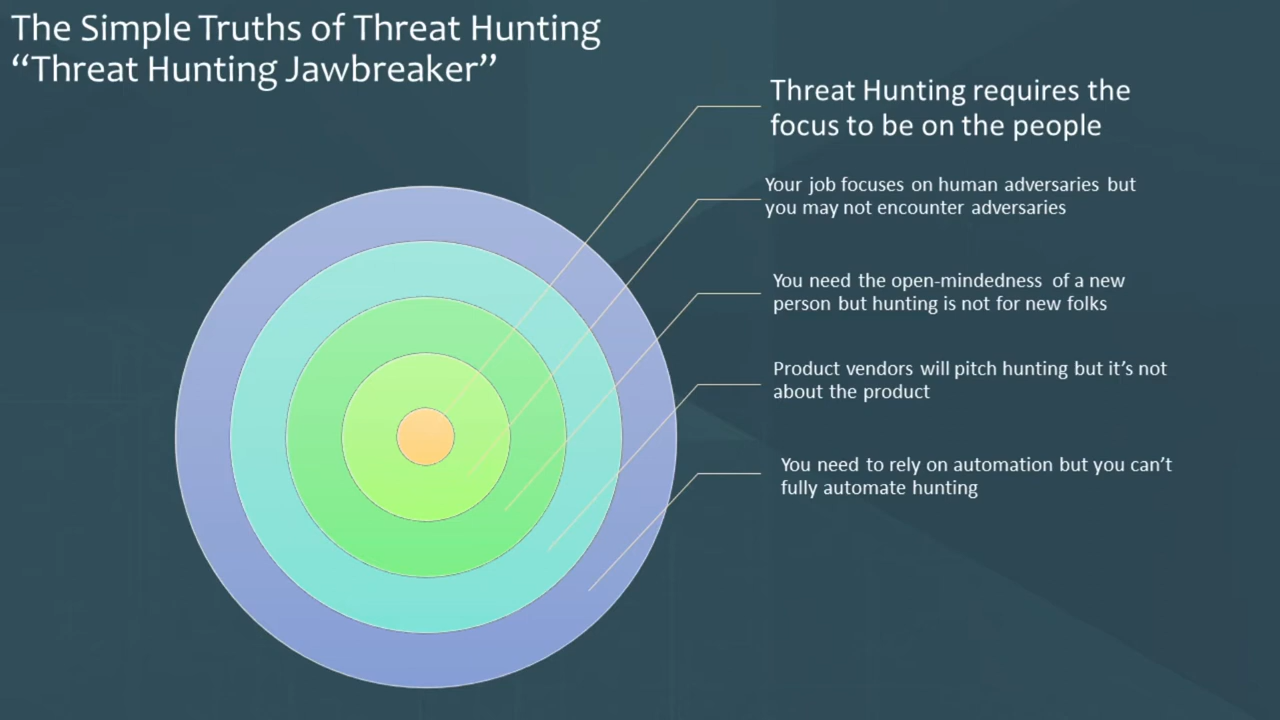 The Simple Truths of Threat Hunting
“Threat Hunting Jawbreaker”
Threat Hunting requires the
focus to be on the people
Your job focuses on human adversaries but
you may not encounter adversaries
You need the open-mindedness of a new
person but hunting is not for new folks
Product vendors will pitch hunting but it’s not
about the product
You need to rely on automation but you can’t
fully automate hunting